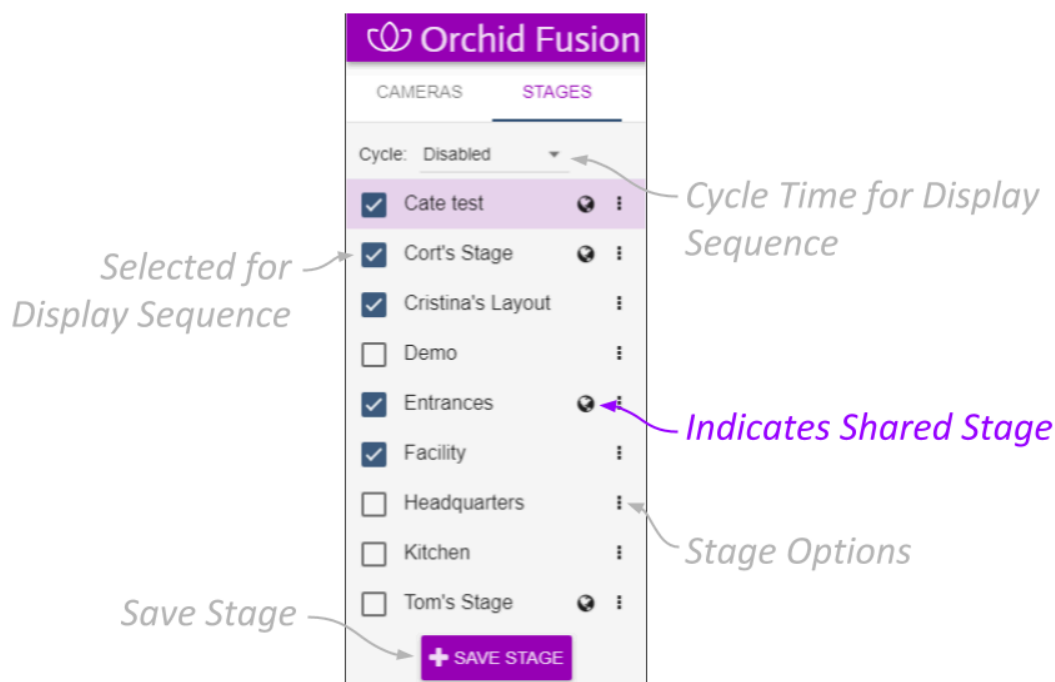 Orchid Fusion
CAMERAS STAGES
Cycle: Disabled
Cycle Time for Display
Sequence
Cate test
Selected for
Display Sequence
Cort's Stage
Cristina's Layout
Demo
Entrances
Indicates Shared Stage
Facility
Headquarters
Stage Options
Kitchen
Tom's Stage
Save Stage
SAVE STAGE